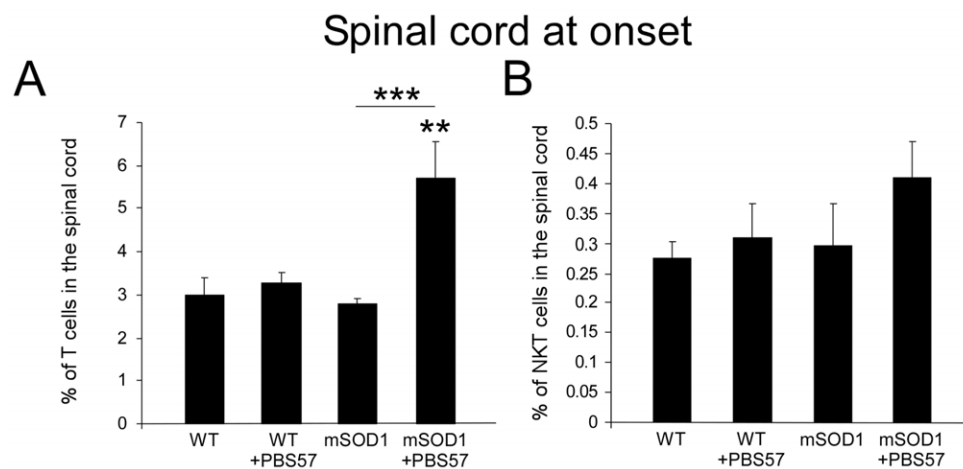 Spinal cord at onset
A
***
**
% of T cells in the spinal cord
7
6
5
4
3
2
1
0
WT
WT
+PBS57
mSOD1
mSOD1
+PBS57
B
% of NKT cells in the spinal cord
0.5
0.45
0.4
0.35
0.3
0.25
0.2
0.15
0.1
0.05
0
WT
WT
+PBS57
mSOD1
mSOD1
+PBS57